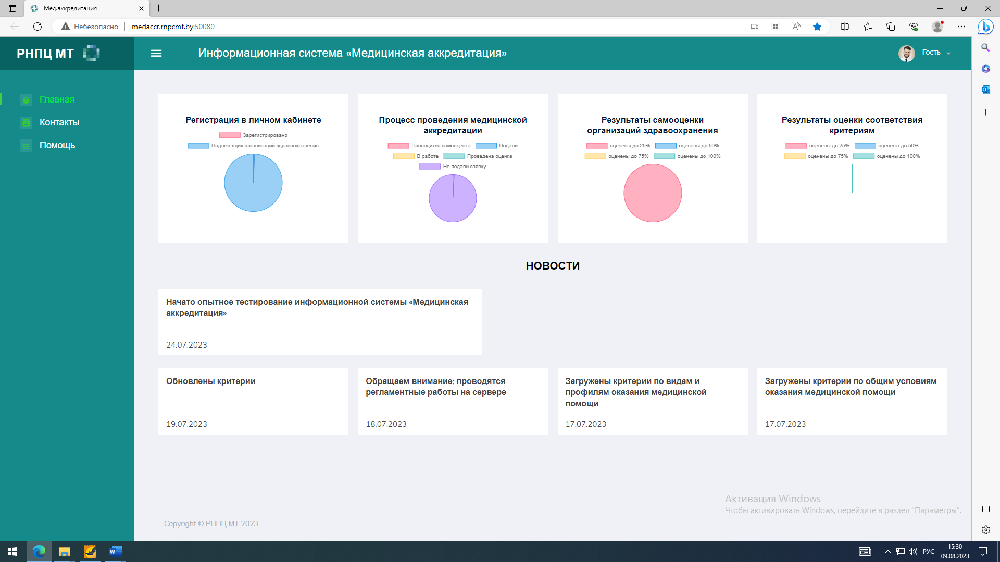 Мед.аккредитация
Небезопасно
medaccr.rnpcmt.by:50080
РНПЦ МТ
Информационная система «Медицинская аккредитация»
Гость
Главная
Контакты
Помощь
Регистрация в личном кабинете
Зарегистрировано
Подлежащих организаций здравоохранения
Процесс проведения медицинской
аккредитации
Проводится самооценка Подали
В работе Проведена оценка
Не подали заявку
Результаты самооценки
организаций здравоохранения
оценены до 25% оценены до 50%
оценены до 75% оценены до 100%
Результаты оценки соответствия
критериям
оценены до 25% оценены до 50%
оценены до 75% оценены до 100%
НОВОСТИ
Начато опытное тестирование информационной системы «Медицинская
аккредитация»
24.07.2023
Обновлены критерии
19.07.2023
Обращаем внимание: проводятся
регламентные работы на сервере
18.07.2023
Загружены критерии по видам и
профилям оказания медицинской
помощи
17.07.2023
Загружены критерии по общим условиям
оказания медицинской помощи
17.07.2023
Активация Windows
Чтобы активировать Windows, перейдите в раздел "Параметры".
Copyright © РНПЦ МТ 2023
РУС
15:30
09.08.2023